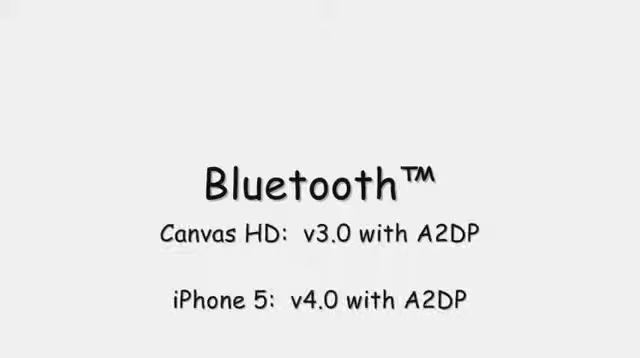 Bluetooth™
Canvas HD: v3.0 with A2DP
iPhone 5: v4.0 with A2DP